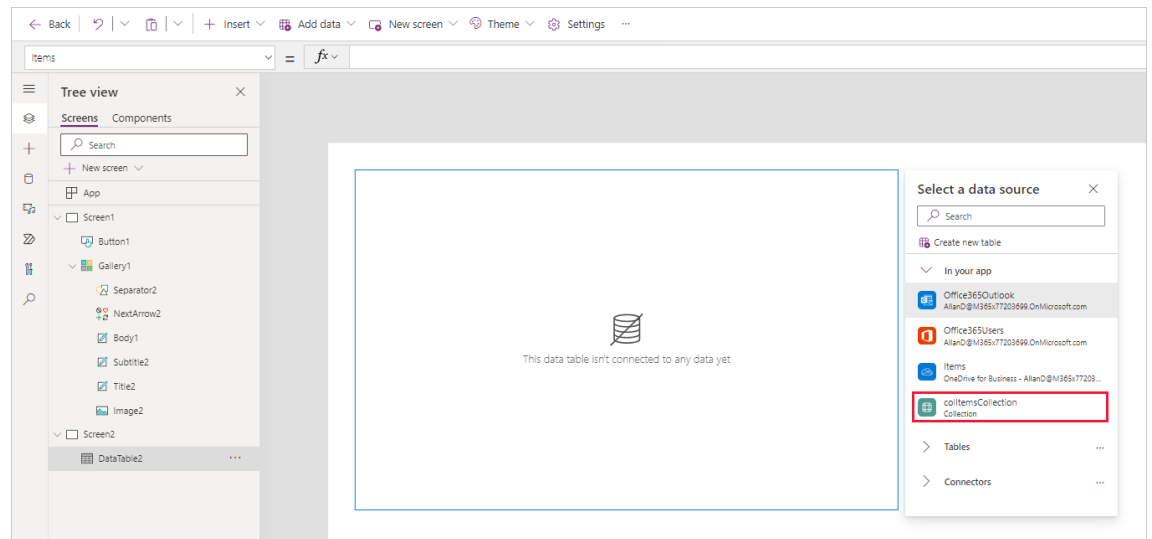 Back
Insert
Add data
New screen
Theme
Settings
...
Items
=
fx
Tree view
Screens Components
Search
New screen
App
Screen1
Button1
Gallery1
Separator2
NextArrow2
Body1
Subtitle2
Title2
Image2
Screen2
DataTable2
...
This data table isn't connected to any data yet
Select a data source
Search
Create new table
In your app
Office365Outlook
AllanD@M365x77203699.OnMicrosoft.com
Office365Users
AllanD@M365x77203699.OnMicrosoft.com
Items
OneDrive for Business - AllanD@M365x77203...
colItemsCollection
Collection
Tables
...
Connectors
...